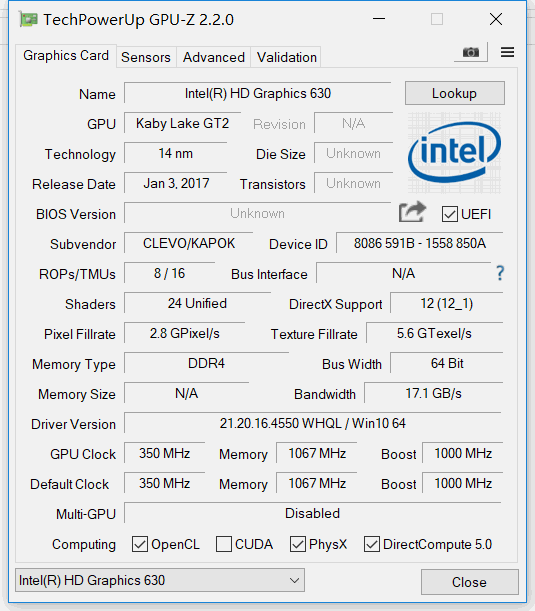 TechPowerUp GPU-Z 2.2.0
Graphics Card Sensors Advanced Validation
Name Intel(R) HD Graphics 630 Lookup
GPU Kaby Lake GT2 Revision N/A
intel
Technology 14 nm Die Size Unknown
Release Date Jan 3, 2017 Transistors Unknown
BIOS Version Unknown UEFI
Subvendor CLEVO/KAPOK Device ID 8086 591B - 1558 850A
ROPs/TMUs 8 / 16 Bus Interface N/A ?
Shaders 24 Unified DirectX Support 12 (12_1)
Pixel Fillrate 2.8 GPixel/s Texture Fillrate 5.6 GTexel/s
Memory Type DDR4 Bus Width 64 Bit
Memory Size N/A Bandwidth 17.1 GB/s
Driver Version 21.20.16.4550 WHQL / Win10 64
GPU Clock 350 MHz Memory 1067 MHz Boost 1000 MHz
Default Clock 350 MHz Memory 1067 MHz Boost 1000 MHz
Multi-GPU Disabled
Computing OpenCL CUDA PhysX DirectCompute 5.0
Intel(R) HD Graphics 630 Close